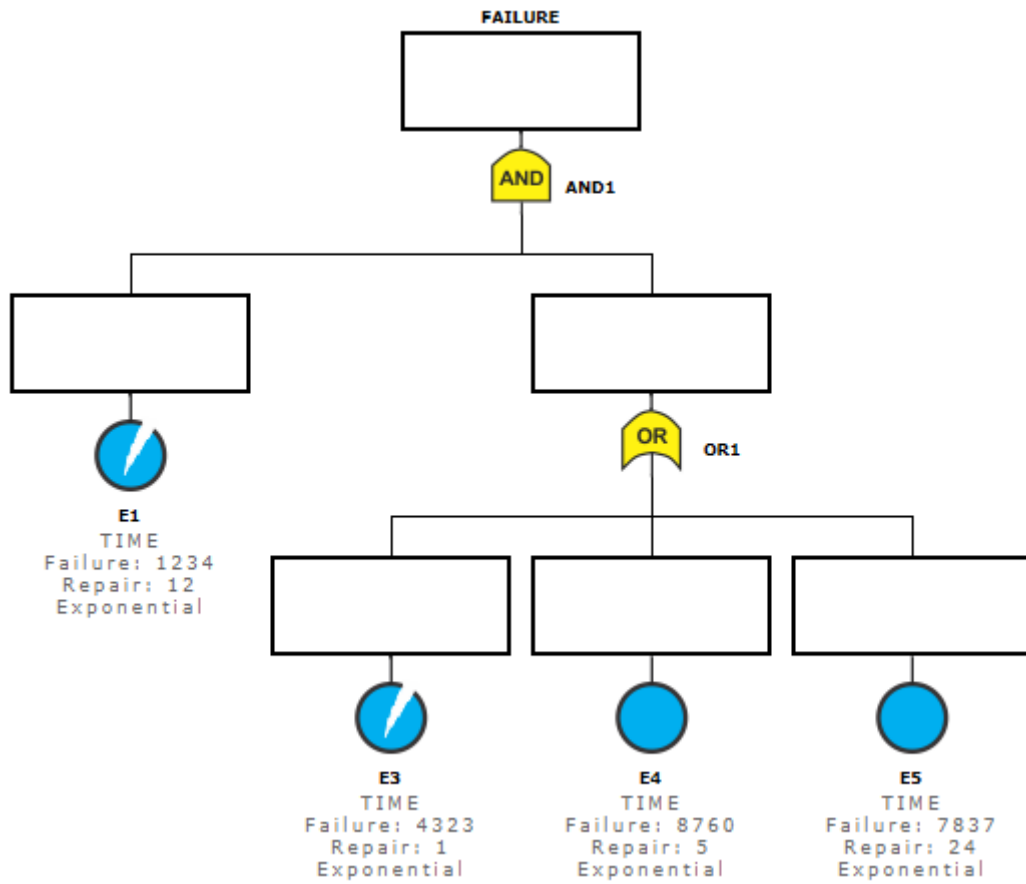 FAILURE
AND
AND1
OR
OR1
E1
TIME
Failure: 1234
Repair: 12
Exponential
E3
TIME
Failure: 4323
Repair: 1
Exponential
E4
TIME
Failure: 8760
Repair: 5
Exponential
E5
TIME
Failure: 7837
Repair: 24
Exponential